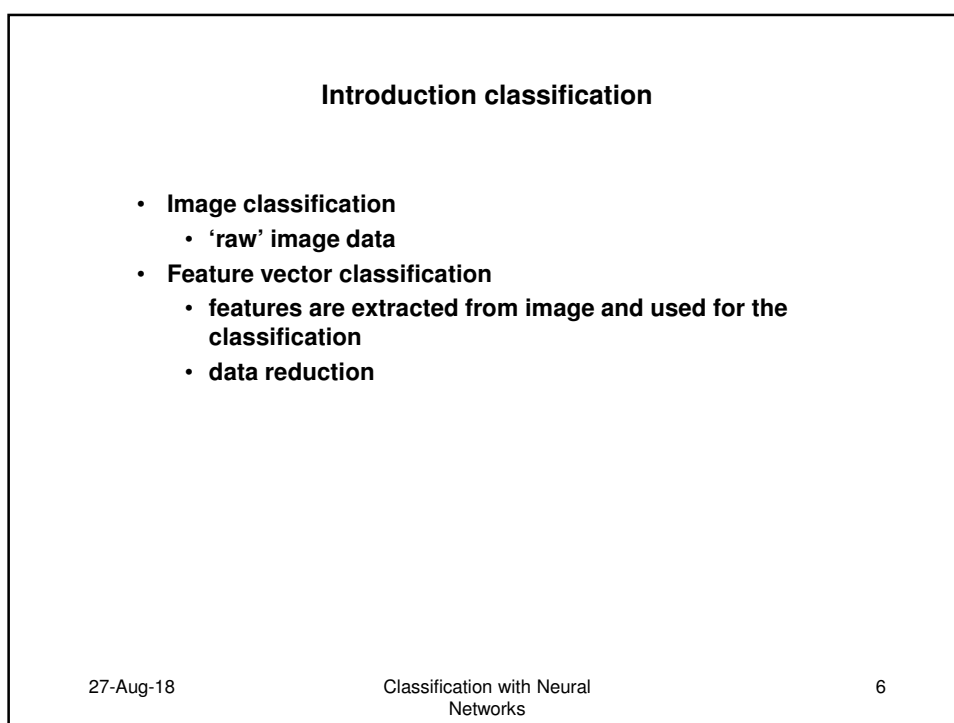 Introduction classification
• Image classification
• ‘raw’ image data
• Feature vector classification
• features are extracted from image and used for the
classification
• data reduction
27-Aug-18
Classification with Neural
Networks
6